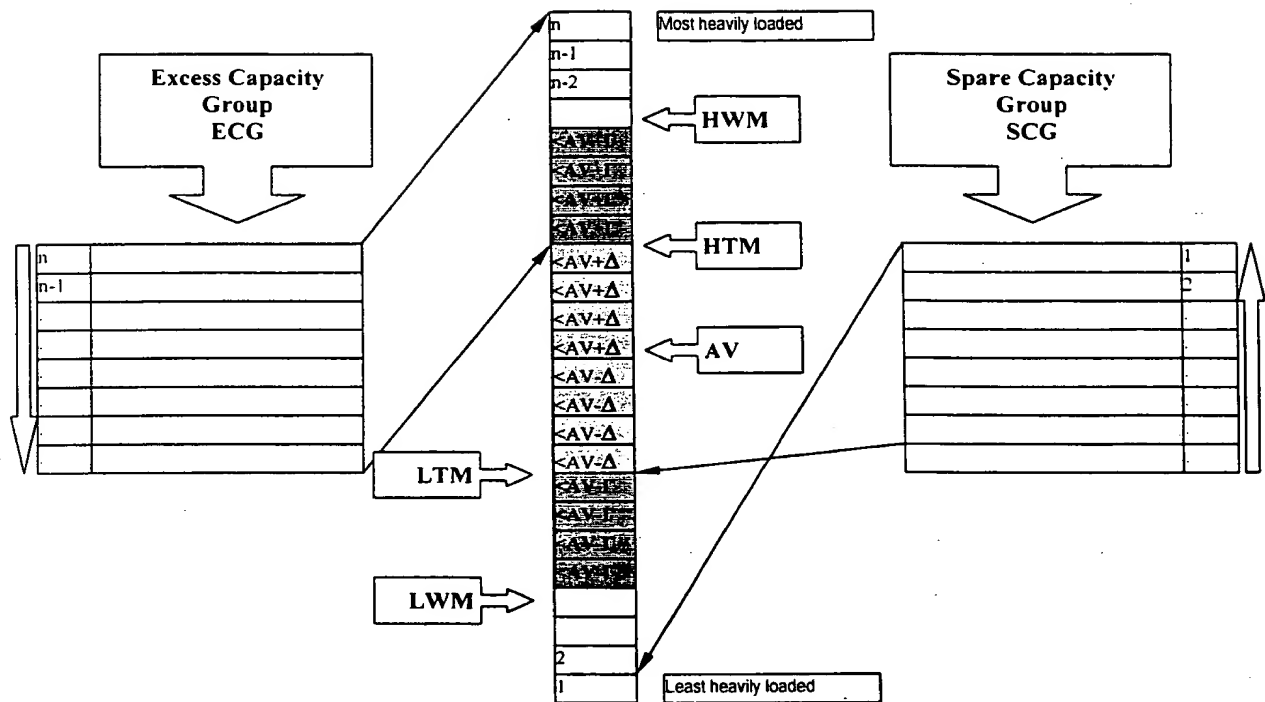 Excess Capacity
Group
ECG
n
n-1
n
n-1
n-2
<AV+Δ
<AV+Δ
<AV+Δ
<AV+Δ
<AV-Δ
<AV-Δ
<AV-Δ
<AV-Δ
2
1
Most heavily loaded
HWM
HTM
AV
LTM
LWM
Least heavily loaded
Spare Capacity
Group
SCG
1
2